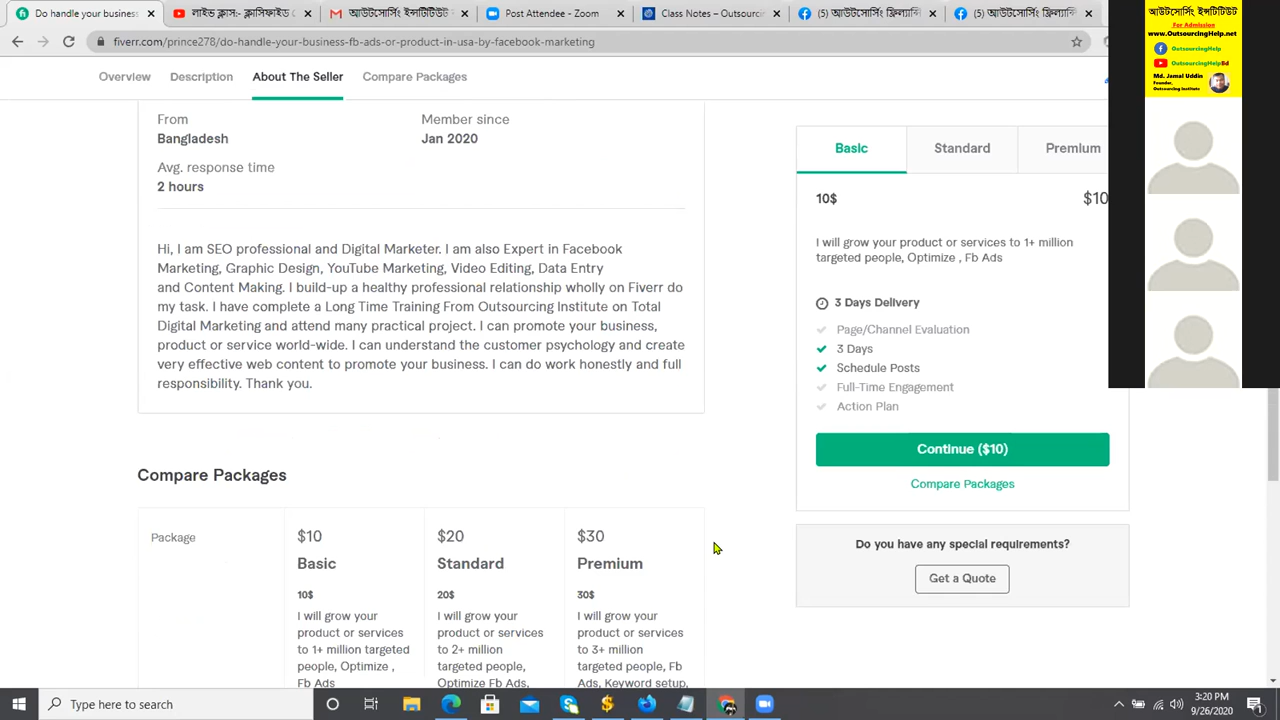 Do handle your business
লাইভ ক্লাস:- ক্লাসিফাইড
আউটসোর্সিং ইন্সটিটিউট
Post Attendee - Zoom
Class Notes – Outsour
(5) আউটসোর্সিং ফ্রিল্যান্সি
(5) আউটসোর্সিং ফ্রিল্যান্সি
fiverr.com/prince278/do-handle-your-business-fb-ads-or-product-in-usa-by-facebook-marketing
আউটসোর্সিং ইন্সটিটিউট
For Admission
www.OutsourcingHelp.net
OutsourcingHelp
OutsourcingHelpBd
Md. Jamal Uddin
Founder,
Outsourcing Institute
Overview
Description
About The Seller
Compare Packages
From
Bangladesh
Member since
Jan 2020
Avg. response time
2 hours
Hi, I am SEO professional and Digital Marketer. I am also Expert in Facebook
Marketing, Graphic Design, YouTube Marketing, Video Editing, Data Entry
and Content Making. I build-up a healthy professional relationship wholly on Fiverr do
my task. I have complete a Long Time Training From Outsourcing Institute on Total
Digital Marketing and attend many practical project. I can promote your business,
product or service world-wide. I can understand the customer psychology and create
very effective web content to promote your business. I can do work honestly and full
responsibility. Thank you.
Basic
Standard
Premium
10$
$10
I will grow your product or services to 1+ million
targeted people, Optimize , Fb Ads
3 Days Delivery
Page/Channel Evaluation
3 Days
Schedule Posts
Full-Time Engagement
Action Plan
Continue ($10)
Compare Packages
Do you have any special requirements?
Get a Quote
Compare Packages
Package
$10
Basic
10$
I will grow your
product or services
to 1+ million targeted
people, Optimize ,
Fb Ads
$20
Standard
20$
I will grow your
product or services
to 2+ million
targeted people,
Optimize Fb Ads,
$30
Premium
30$
I will grow your
product or services
to 3+ million
targeted people, Fb
Ads, Keyword setup,
Type here to search
3:20 PM
9/26/2020
1